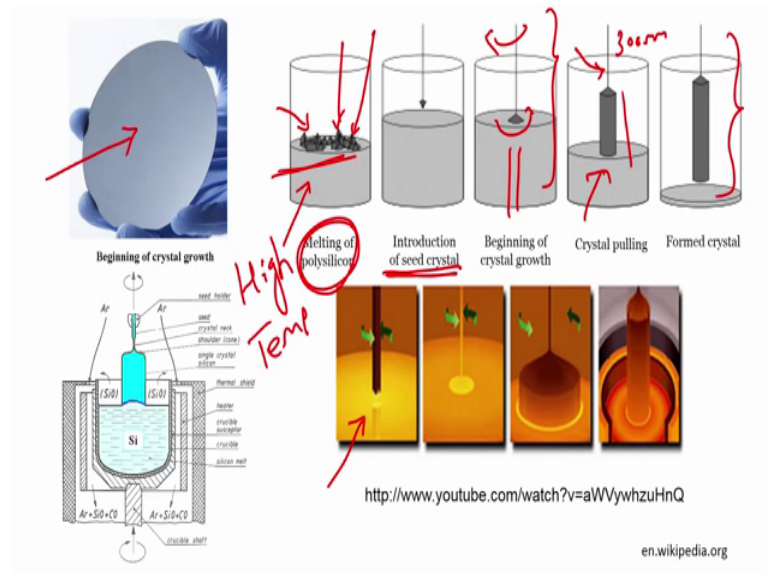 300mm
Melting of
polysilicon
Introduction
of seed crystal
Beginning of
crystal growth
Crystal pulling
Formed crystal
High
Temp
Beginning of crystal growth
seed holder
seed
crystal neck
shoulder (cone)
single crystal
silicon
thermal shield
heater
crucible
susceptor
crucible
silicon melt
crucible shaft
Ar
Ar
(SiO)
(SiO)
Si
Ar+SiO+CO
Ar+SiO+CO
http://www.youtube.com/watch?v=aWVywhzuHnQ
en.wikipedia.org